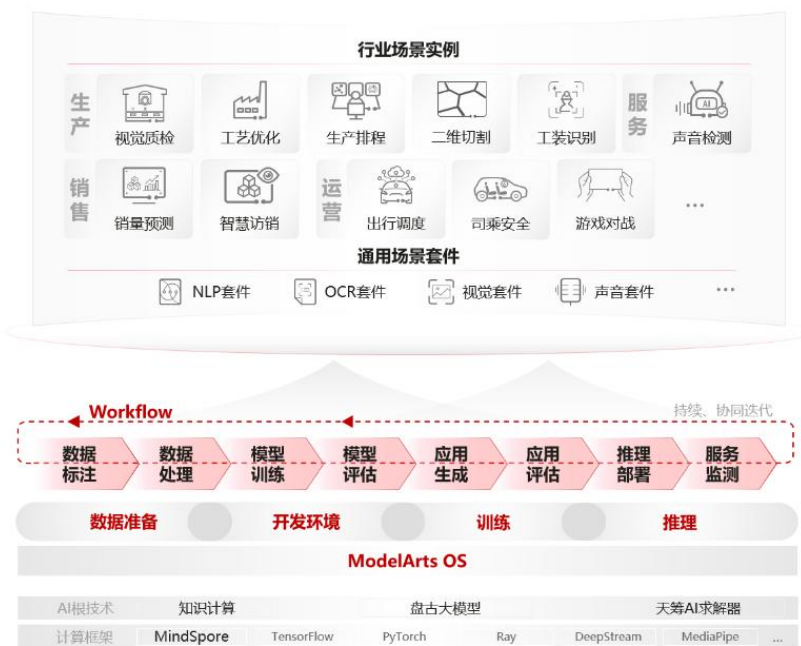 行业场景实例
生产
视觉质检
工艺优化
生产排程
二维切割
工装识别
服务
AI
声音检测
销售
销量预测
智慧访销
运营
出行调度
司乘安全
游戏对战
...
通用场景套件
NLP套件
OCR套件
视觉套件
声音套件
...
Workflow
持续、协同迭代
数据标注
数据处理
模型训练
模型评估
应用生成
应用评估
推理部署
服务监测
数据准备
开发环境
训练
推理
ModelArts OS
AI根技术
知识计算
盘古大模型
天筹AI求解器
计算框架
MindSpore
TensorFlow
PyTorch
Ray
DeepStream
MediaPipe
...